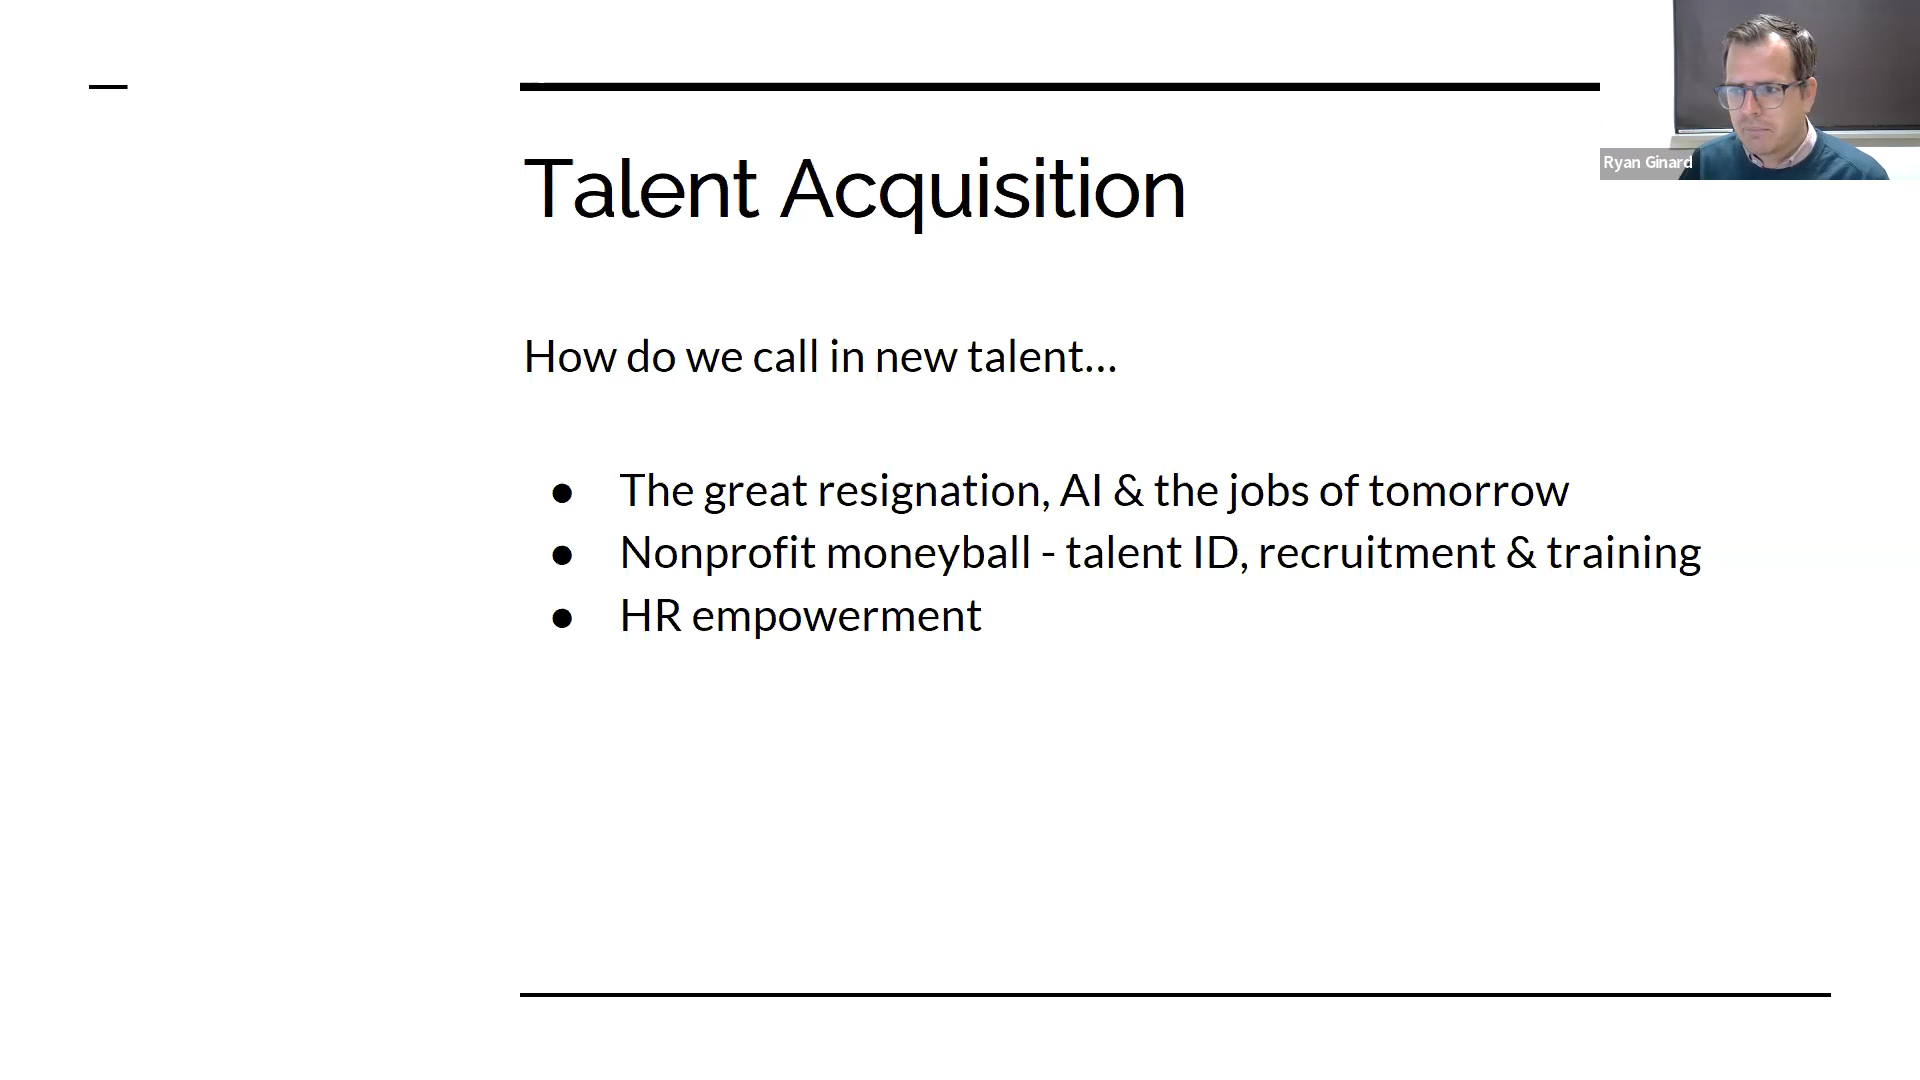 Ryan Ginard
Talent Acquisition
How do we call in new talent...
● The great resignation, AI & the jobs of tomorrow
● Nonprofit moneyball - talent ID, recruitment & training
● HR empowerment